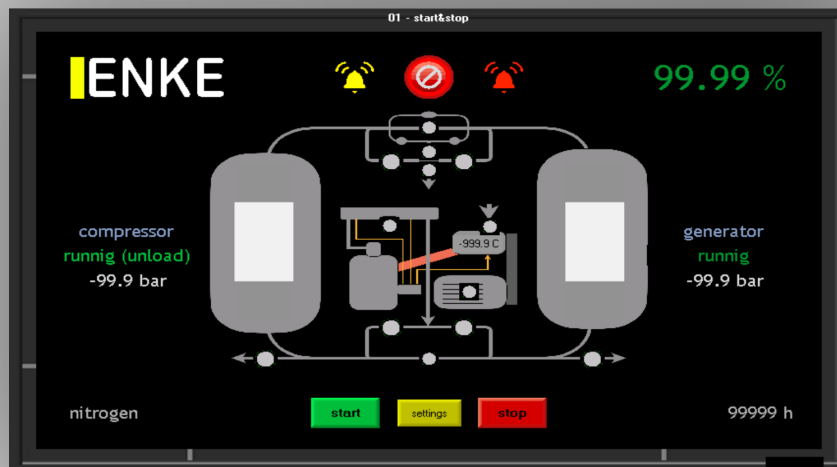 01 - start&stop
ENKE
99.99 %
compressor
runnig (unload)
-99.9 bar
-999.9 C
generator
runnig
-99.9 bar
nitrogen
start
settings
stop
99999 h